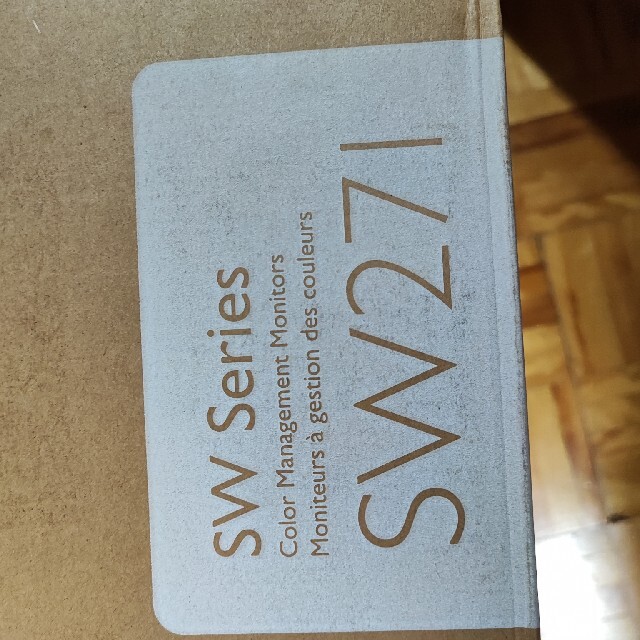 SW Series
Color Management Monitors
Moniteurs à gestion des couleurs
SW271